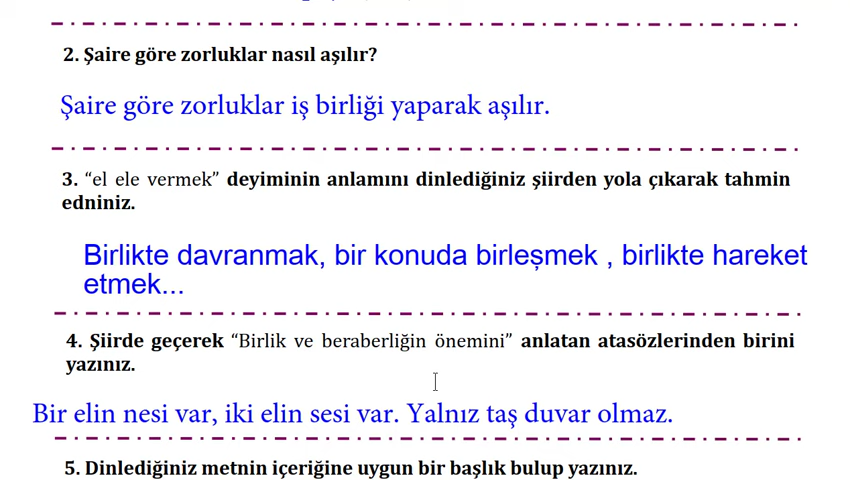 2. Şaire göre zorluklar nasıl aşılır?
Şaire göre zorluklar iş birliği yaparak aşılır.
3. “el ele vermek” deyiminin anlamını dinlediğiniz şiirden yola çıkarak tahmin
edniniz.
Birlikte davranmak, bir konuda birleşmek , birlikte hareket
etmek...
4. Şiirde geçerek “Birlik ve beraberliğin önemini” anlatan atasözlerinden birini
yazınız.
Bir elin nesi var, iki elin sesi var. Yalnız taş duvar olmaz.
5. Dinlediğiniz metnin içeriğine uygun bir başlık bulup yazınız.